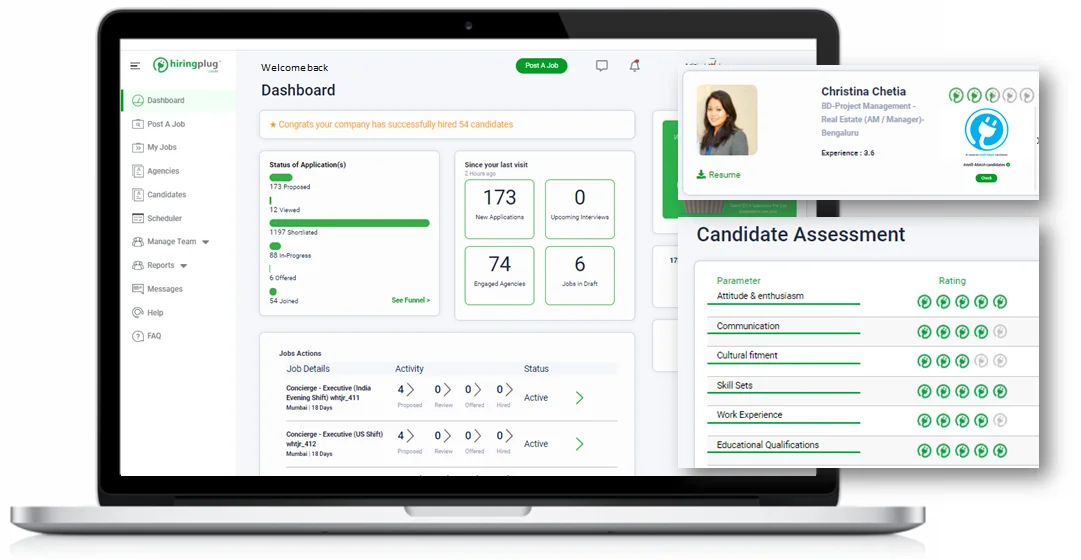 hiringplug
.com
Dashboard
Post A Job
My Jobs
Agencies
Candidates
Scheduler
Manage Team
Reports
Messages
Help
FAQ
Welcome back
Post A Job
Dashboard
★ Congrats your company has successfully hired 54 candidates
Status of Application(s)
173 Proposed
12 Viewed
1197 Shortlisted
88 In-Progress
6 Offered
54 Joined
See Funnel >
Since your last visit
2 Hours ago
173
New Applications
0
Upcoming Interviews
74
Engaged Agencies
6
Jobs in Draft
Jobs Actions
Job Details Activity Status
Concierge - Executive (India
Evening Shift) whtjr_411
Mumbai | 18 Days
4 0 0 0
Proposed Review Offered Hired
Active
Concierge - Executive (US Shift)
whtjr_412
Mumbai | 18 Days
4 0 0 0
Proposed Review Offered Hired
Active
Christina Chetia
BD-Project Management -
Real Estate (AM / Manager)-
Bengaluru
Experience : 3.6
Resume
Check
Candidate Assessment
Parameter Rating
Attitude & enthusiasm
Communication
Cultural fitment
Skill Sets
Work Experience
Educational Qualifications